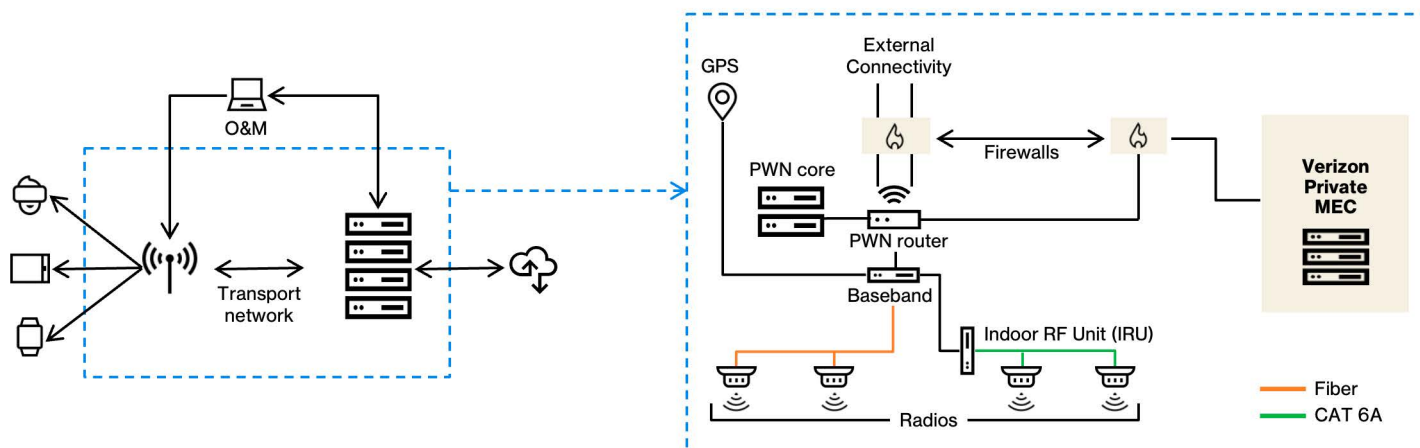 O&M
Transport
network
GPS
External
Connectivity
Firewalls
PWN core
PWN router
Baseband
Indoor RF Unit (IRU)
Radios
Verizon
Private
MEC
Fiber
CAT 6A